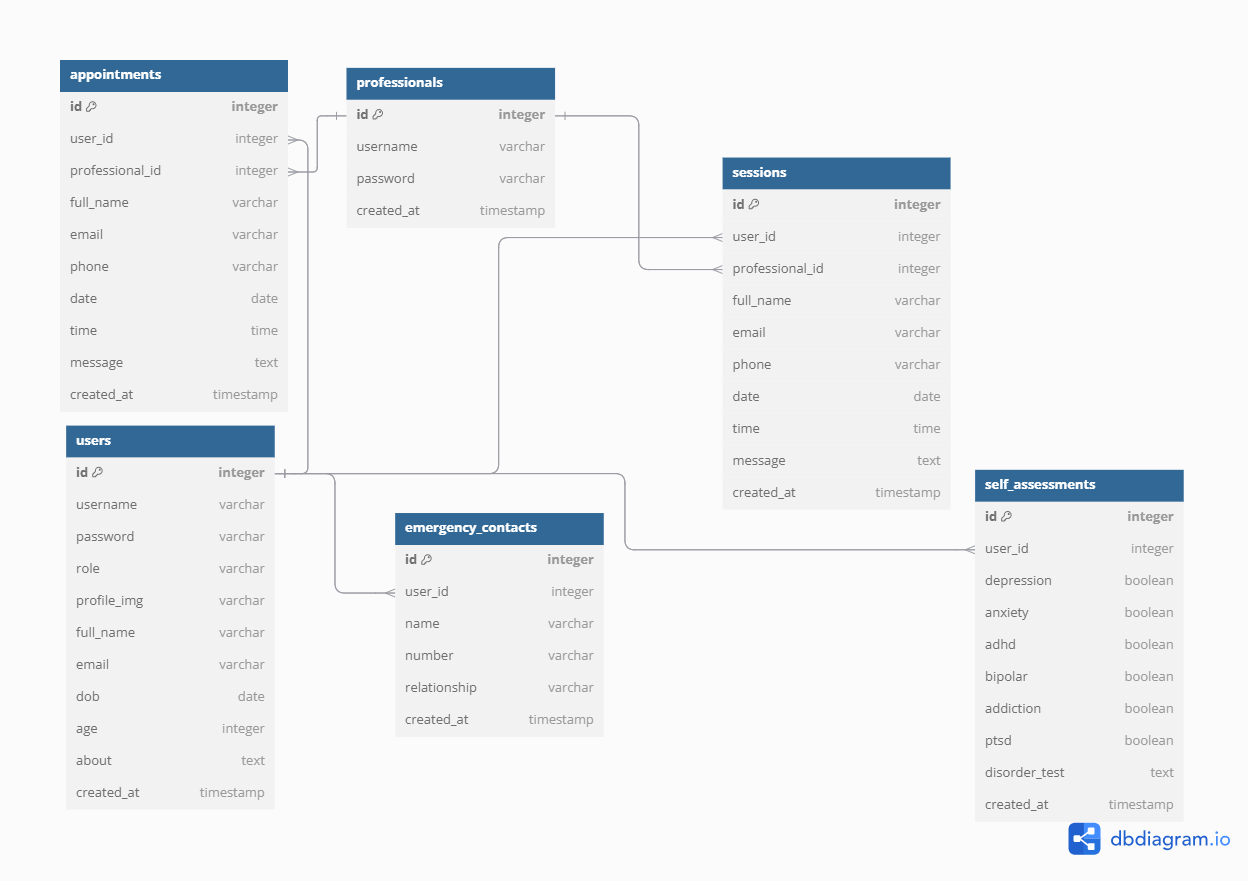 appointments
id integer
user_id integer
professional_id integer
full_name varchar
email varchar
phone varchar
date date
time time
message text
created_at timestamp
professionals
id integer
username varchar
password varchar
created_at timestamp
sessions
id integer
user_id integer
professional_id integer
full_name varchar
email varchar
phone varchar
date date
time time
message text
created_at timestamp
users
id integer
username varchar
password varchar
role varchar
profile_img varchar
full_name varchar
email varchar
dob date
age integer
about text
created_at timestamp
emergency_contacts
id integer
user_id integer
name varchar
number varchar
relationship varchar
created_at timestamp
self_assessments
id integer
user_id integer
depression boolean
anxiety boolean
adhd boolean
bipolar boolean
addiction boolean
ptsd boolean
disorder_test text
created_at timestamp
dbdiagram.io